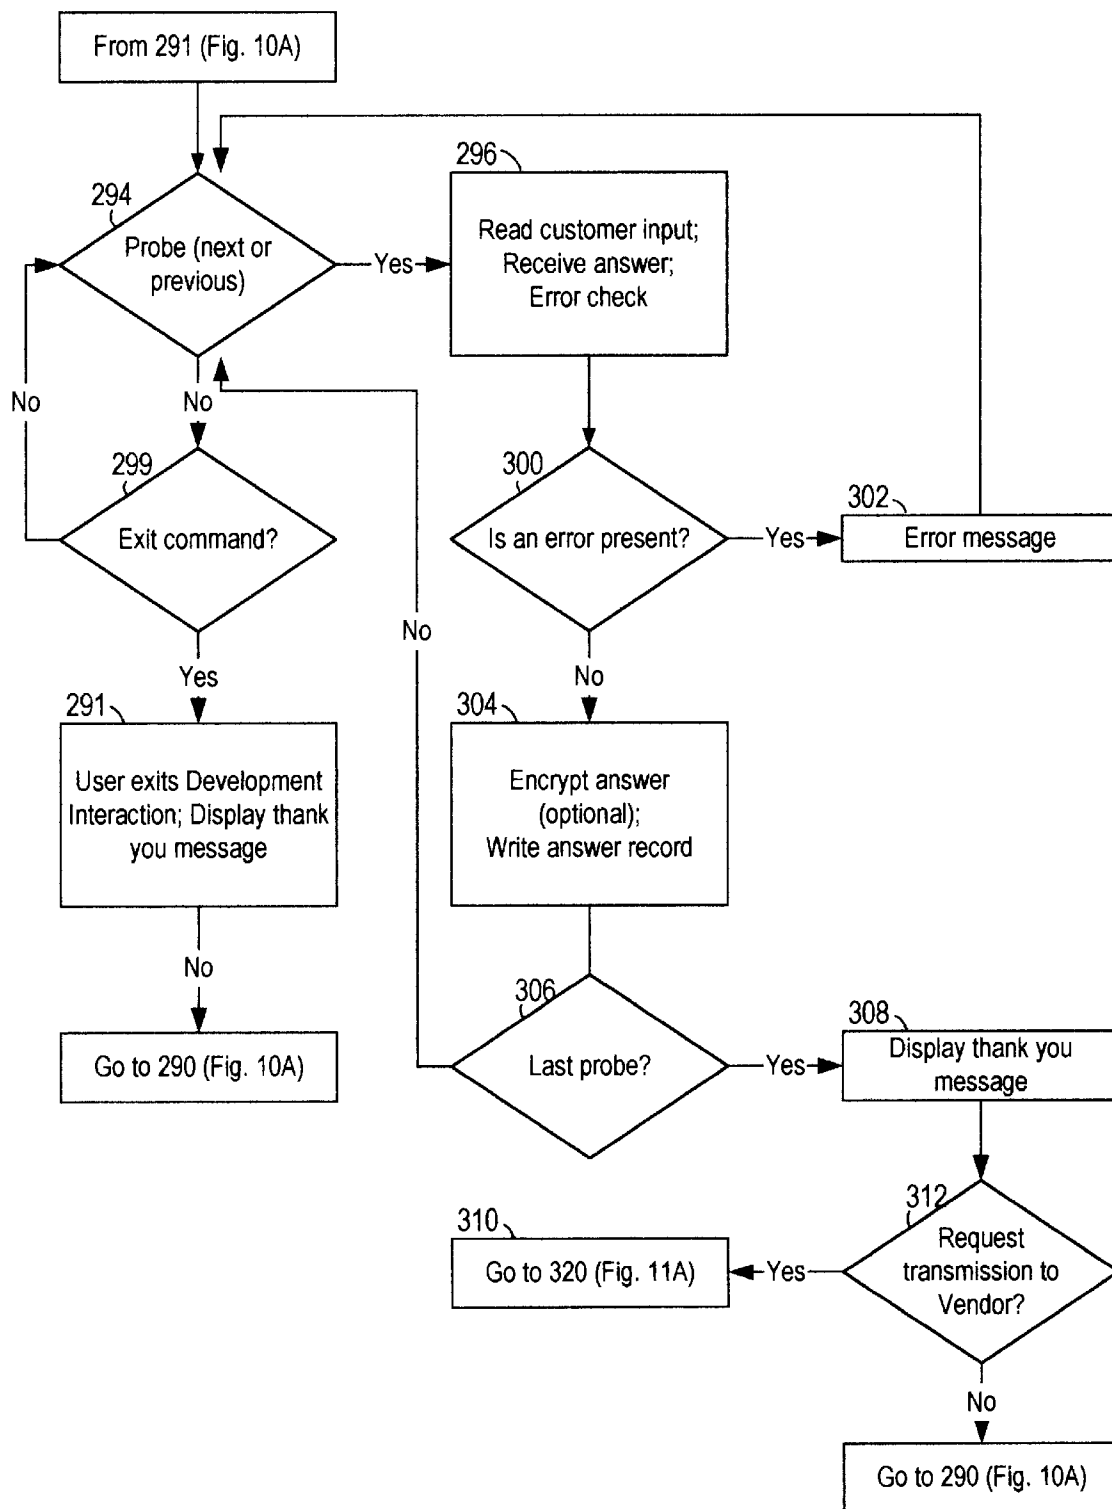 From 291 (Fig. 10A)
294
Probe (next or
previous)
Yes
296
Read customer input;
Receive answer;
Error check
No
No
299
Exit command?
300
Is an error present?
Yes
302
Error message
No
Yes
No
291
User exits Development
Interaction; Display thank
you message
304
Encrypt answer
(optional);
Write answer record
No
Go to 290 (Fig. 10A)
306
Last probe?
Yes
308
Display thank you
message
310
Go to 320 (Fig. 11A)
Yes
312
Request
transmission to
Vendor?
No
Go to 290 (Fig. 10A)